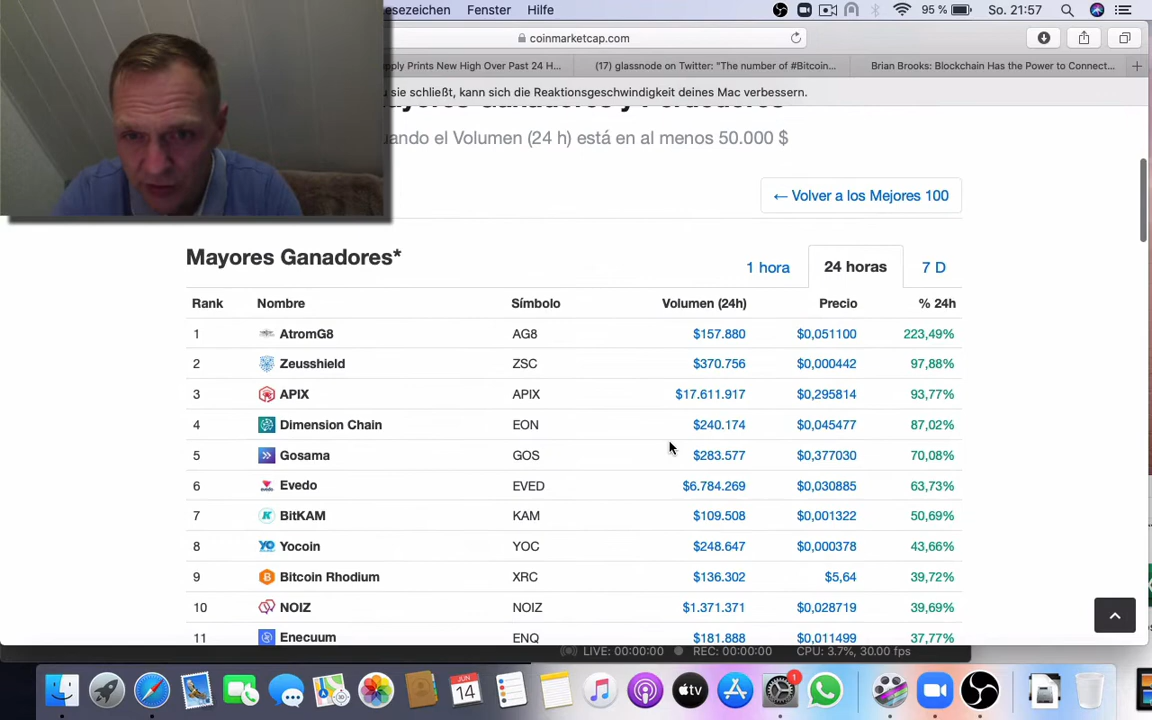 esezeichen Fenster Hilfe 95 % So. 21:57
coinmarketcap.com
pply Prints New High Over Past 24 H... (17) glassnode on Twitter: "The number of #Bitcoin... Brian Brooks: Blockchain Has the Power to Connect...
u sie schließt, kann sich die Reaktionsgeschwindigkeit deines Mac verbessern.
ayores Ganadores y Perdedores
uando el Volumen (24 h) está en al menos 50.000 $
← Volver a los Mejores 100
Mayores Ganadores* 1 hora 24 horas 7 D
Rank Nombre Símbolo Volumen (24h) Precio % 24h
1 AtromG8 AG8 $157.880 $0,051100 223,49%
2 Zeusshield ZSC $370.756 $0,000442 97,88%
3 APIX APIX $17.611.917 $0,295814 93,77%
4 Dimension Chain EON $240.174 $0,045477 87,02%
5 Gosama GOS $283.577 $0,377030 70,08%
6 Evedo EVED $6.784.269 $0,030885 63,73%
7 BitKAM KAM $109.508 $0,001322 50,69%
8 Yocoin YOC $248.647 $0,000378 43,66%
9 Bitcoin Rhodium XRC $136.302 $5,64 39,72%
10 NOIZ NOIZ $1.371.371 $0,028719 39,69%
11 Enecuum ENQ $181.888 $0,011499 37,77%
LIVE: 00:00:00 REC: 00:00:00 CPU: 3.7%, 30.00 fps
JUN
14
tv
1